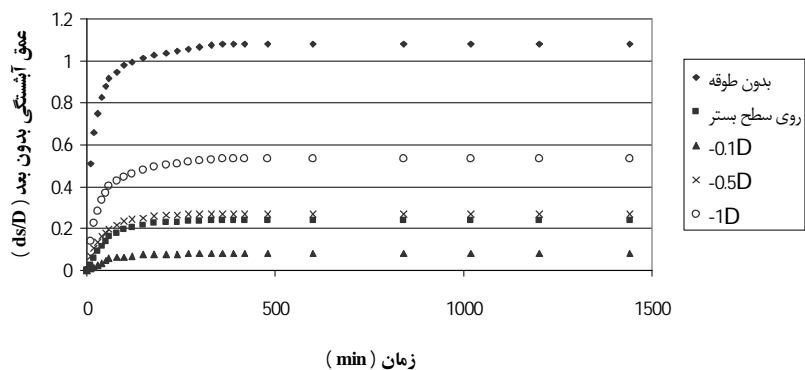 عمق آبشستگی بدون بعد ( ds/D )
1.2
1
0.8
0.6
0.4
0.2
0
0
500
1000
1500
زمان ( min )
بدون طوقه
روی سطح بستر
-0.1D
-0.5D
-1D